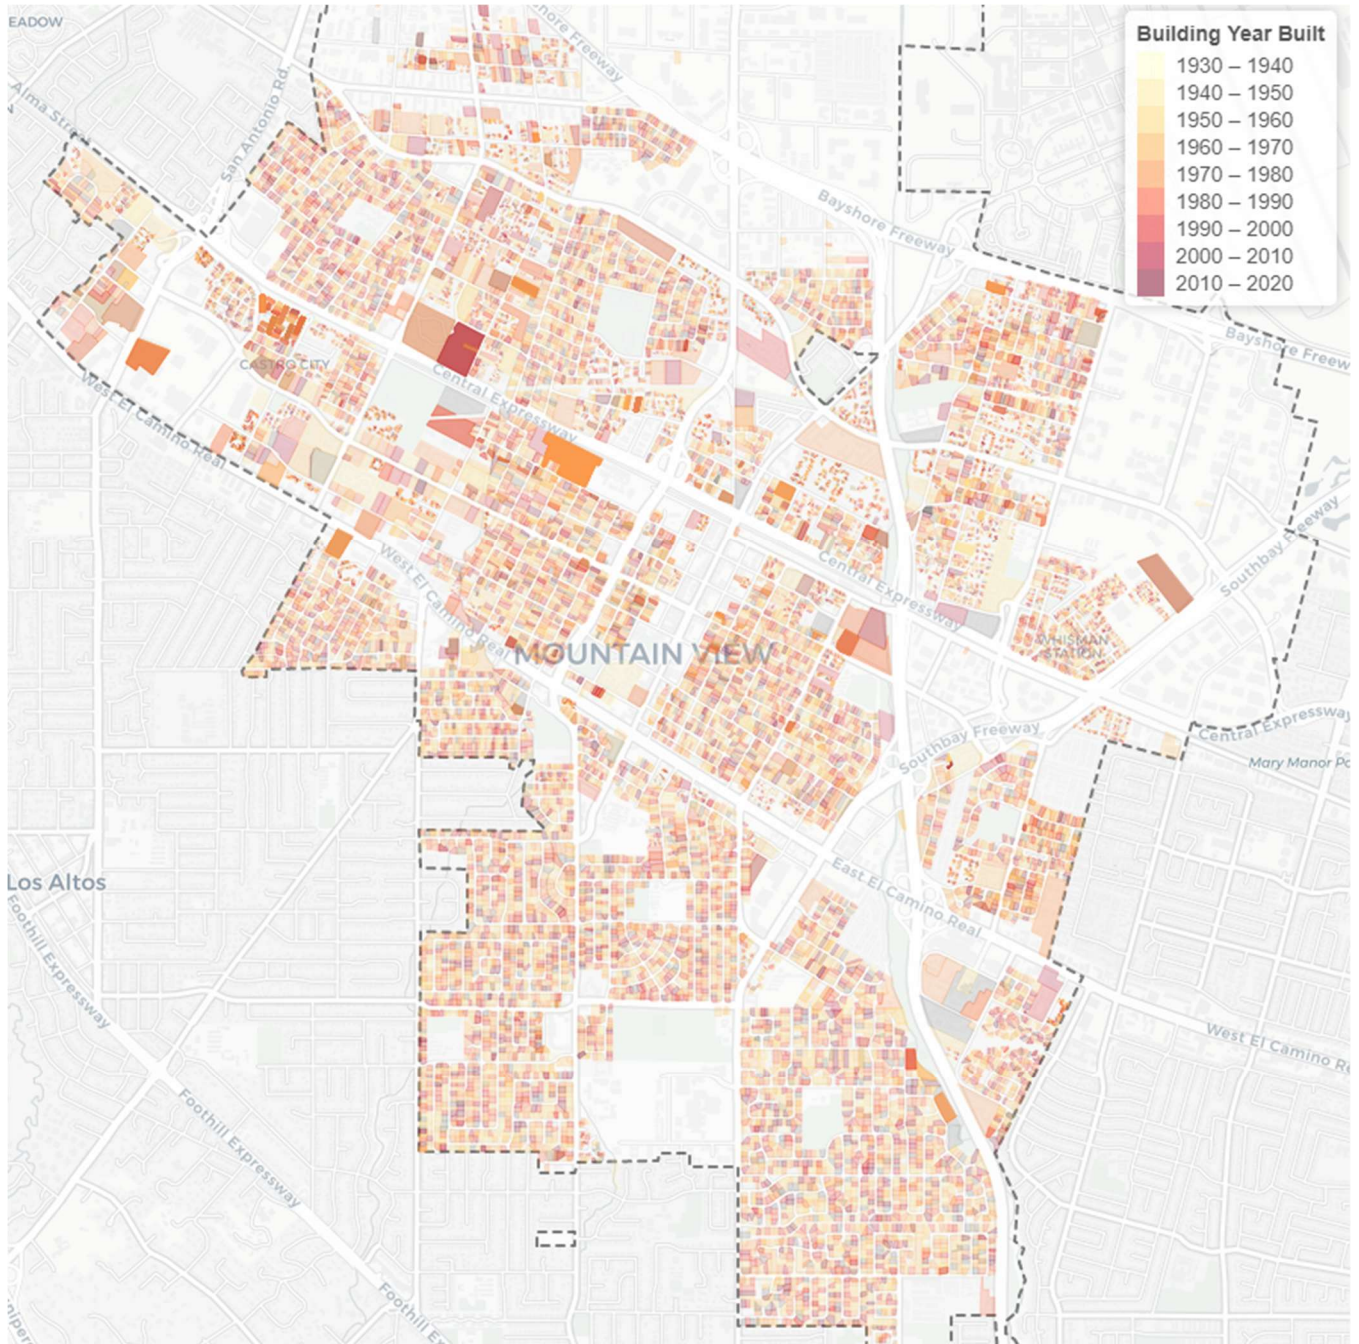 EADOW
hore Freeway
Building Year Built
1930 – 1940
1940 – 1950
1950 – 1960
1960 – 1970
1970 – 1980
1980 – 1990
1990 – 2000
2000 – 2010
2010 – 2020
San Antonio Rd
Bayshore Freeway
Bayshore Freew
CASTRO CITY
Central Expressway
West El Camino Real
Southbay Freeway
West El Camino Real
Central Expressway
WHISMAN
STATION
MOUNTAIN VIEW
Southbay Freeway
Central Expressway
Mary Manor Pa
East El Camino Real
Los Altos
Foothill Expressway
West El Camino Re
Foothill Expressway
Foothill Ex